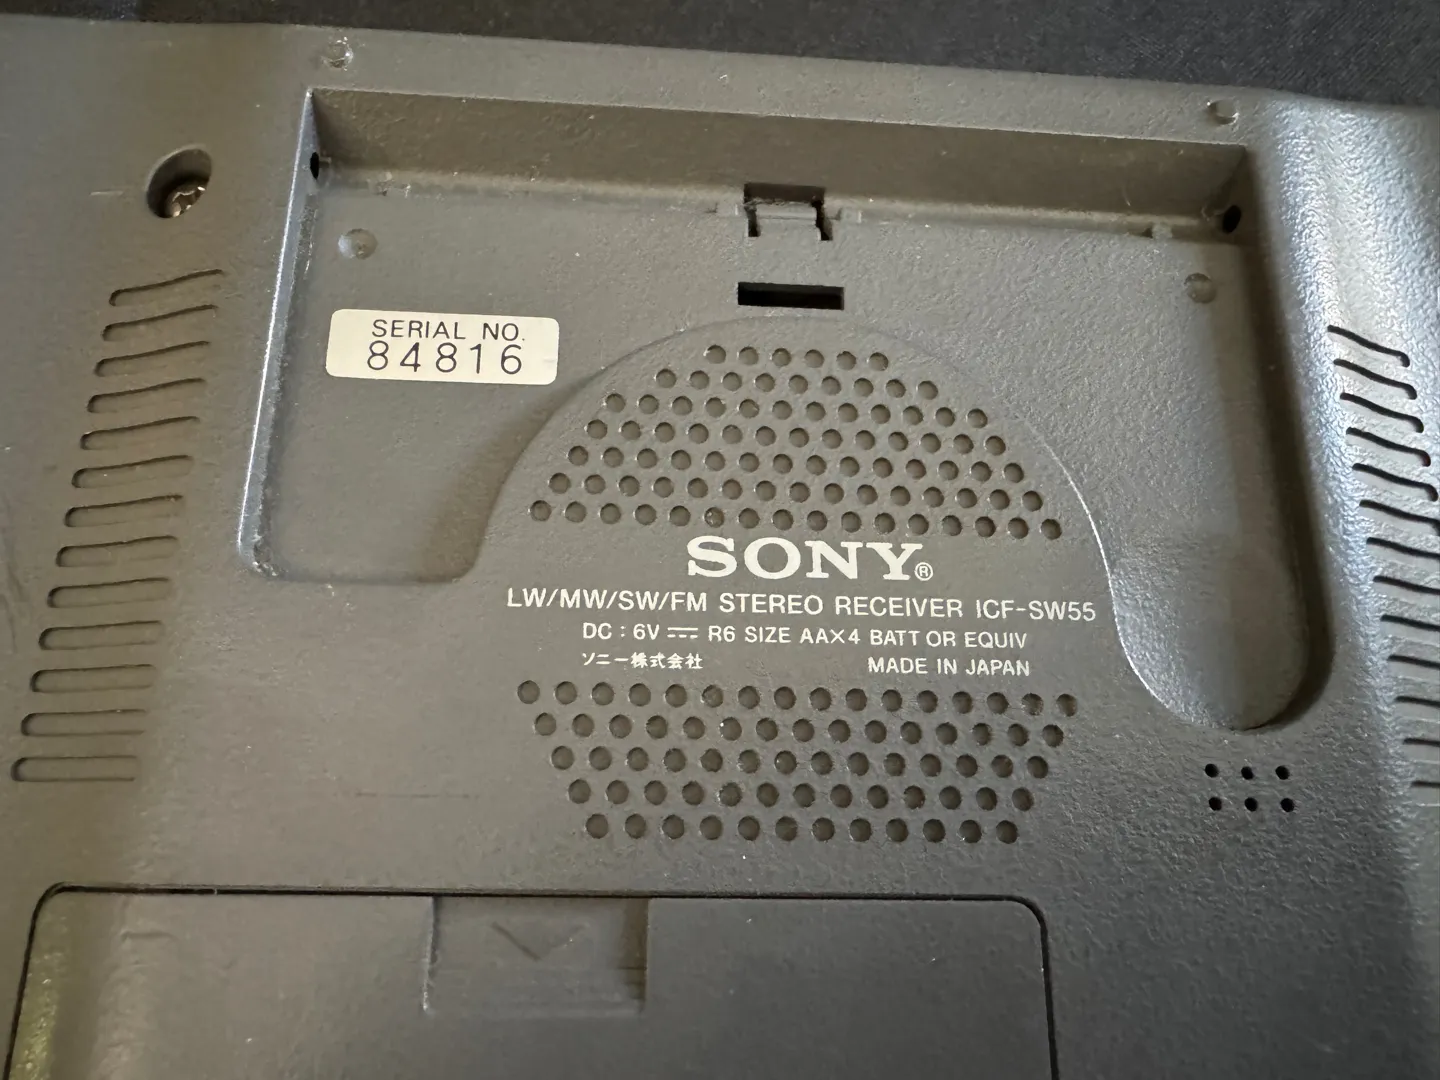 SERIAL NO.
84816
SONY®
LW/MW/SW/FM STEREO RECEIVER ICF-SW55
DC : 6V ⎓ R6 SIZE AA×4 BATT OR EQUIV
ソニー株式会社 MADE IN JAPAN